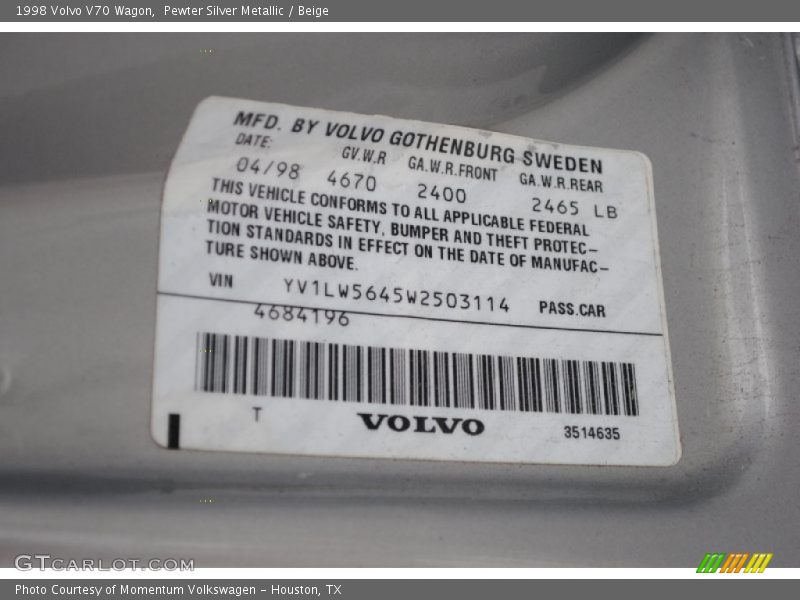 1998 Volvo V70 Wagon, Pewter Silver Metallic / Beige
MFD. BY VOLVO GOTHENBURG SWEDEN
DATE: GV.W.R GA.W.R.FRONT GA.W.R.REAR
04/98 4670 2400 2465 LB
THIS VEHICLE CONFORMS TO ALL APPLICABLE FEDERAL
MOTOR VEHICLE SAFETY, BUMPER AND THEFT PROTEC–
TION STANDARDS IN EFFECT ON THE DATE OF MANUFAC–
TURE SHOWN ABOVE.
VIN YV1LW5645W2503114 PASS.CAR
4684196
T VOLVO 3514635
GTCARLOT.COM
Photo Courtesy of Momentum Volkswagen – Houston, TX